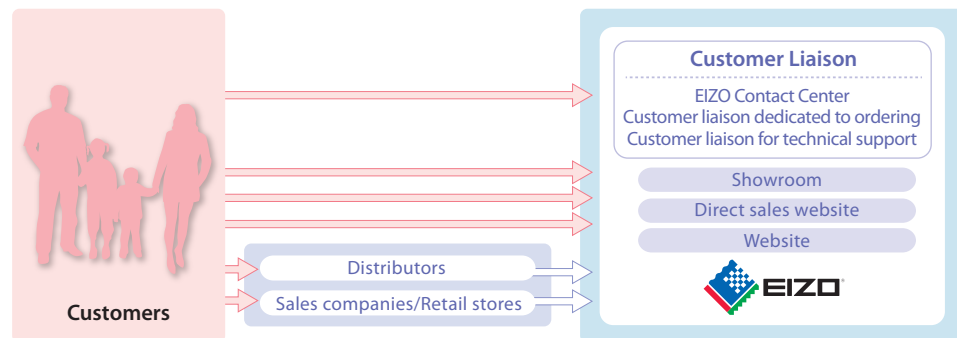 Customer Liaison
EIZO Contact Center
Customer liaison dedicated to ordering
Customer liaison for technical support
Showroom
Direct sales website
Website
Distributors
Sales companies/Retail stores
Customers
EIZO